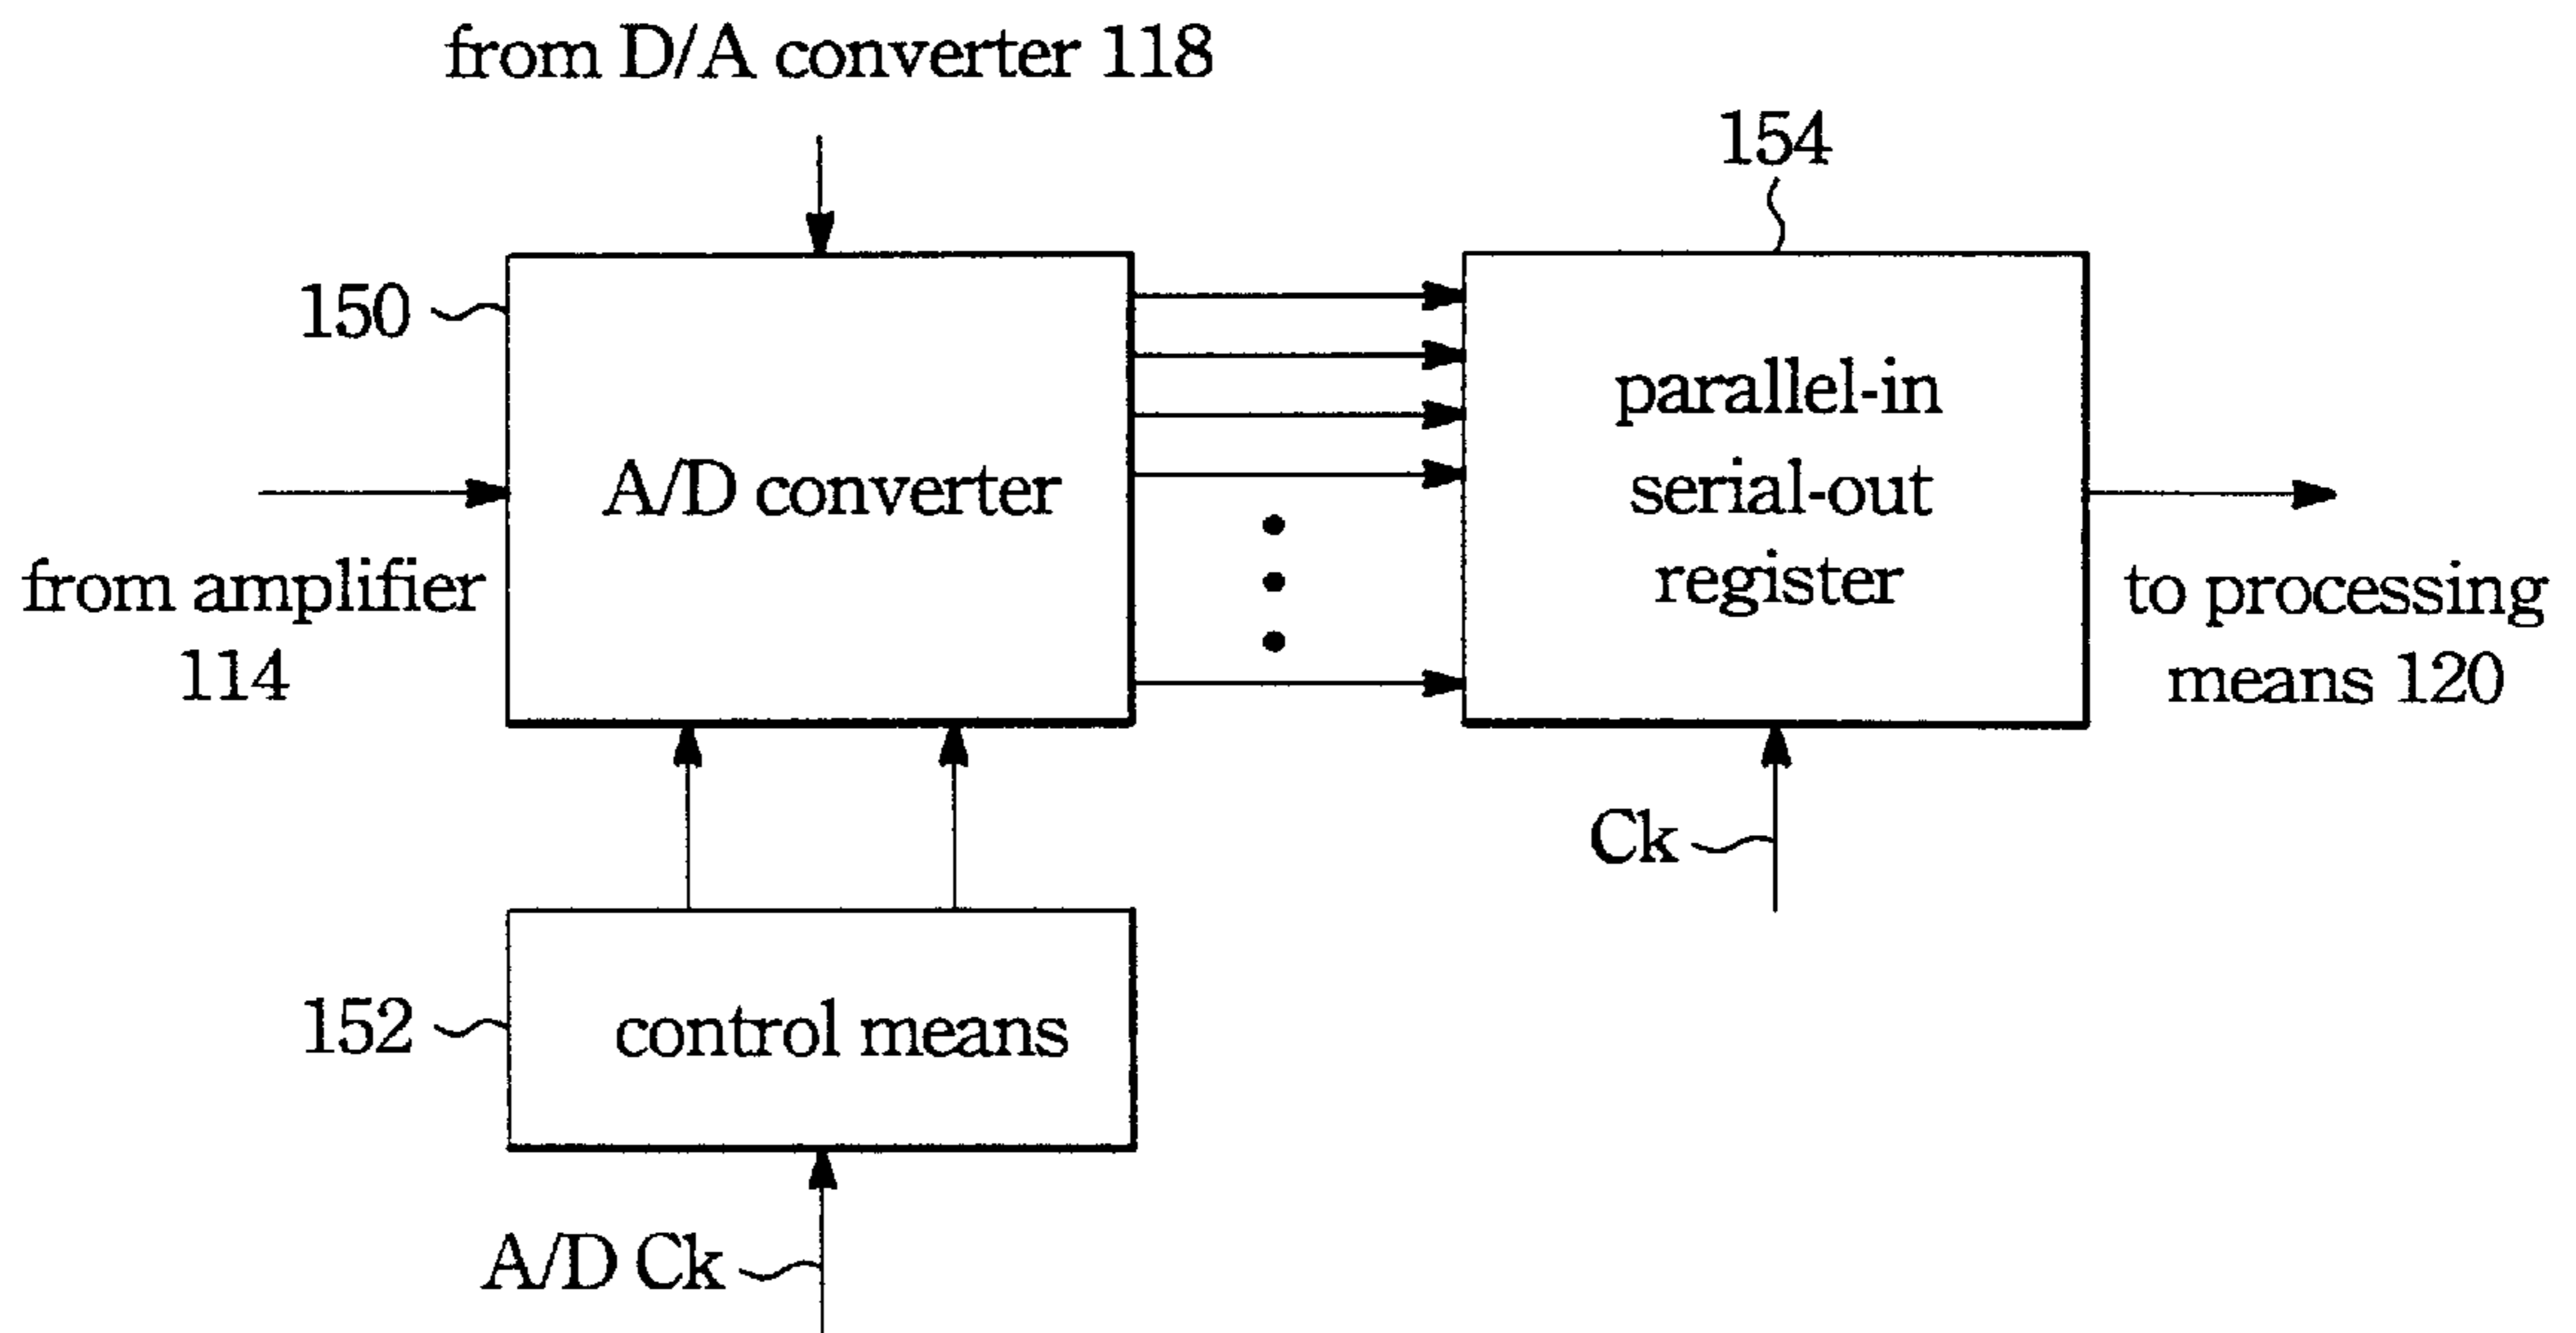 from D/A converter 118
154
150
A/D converter
parallel-in
serial-out
register
from amplifier
114
to processing
means 120
Ck
152
control means
A/D Ck